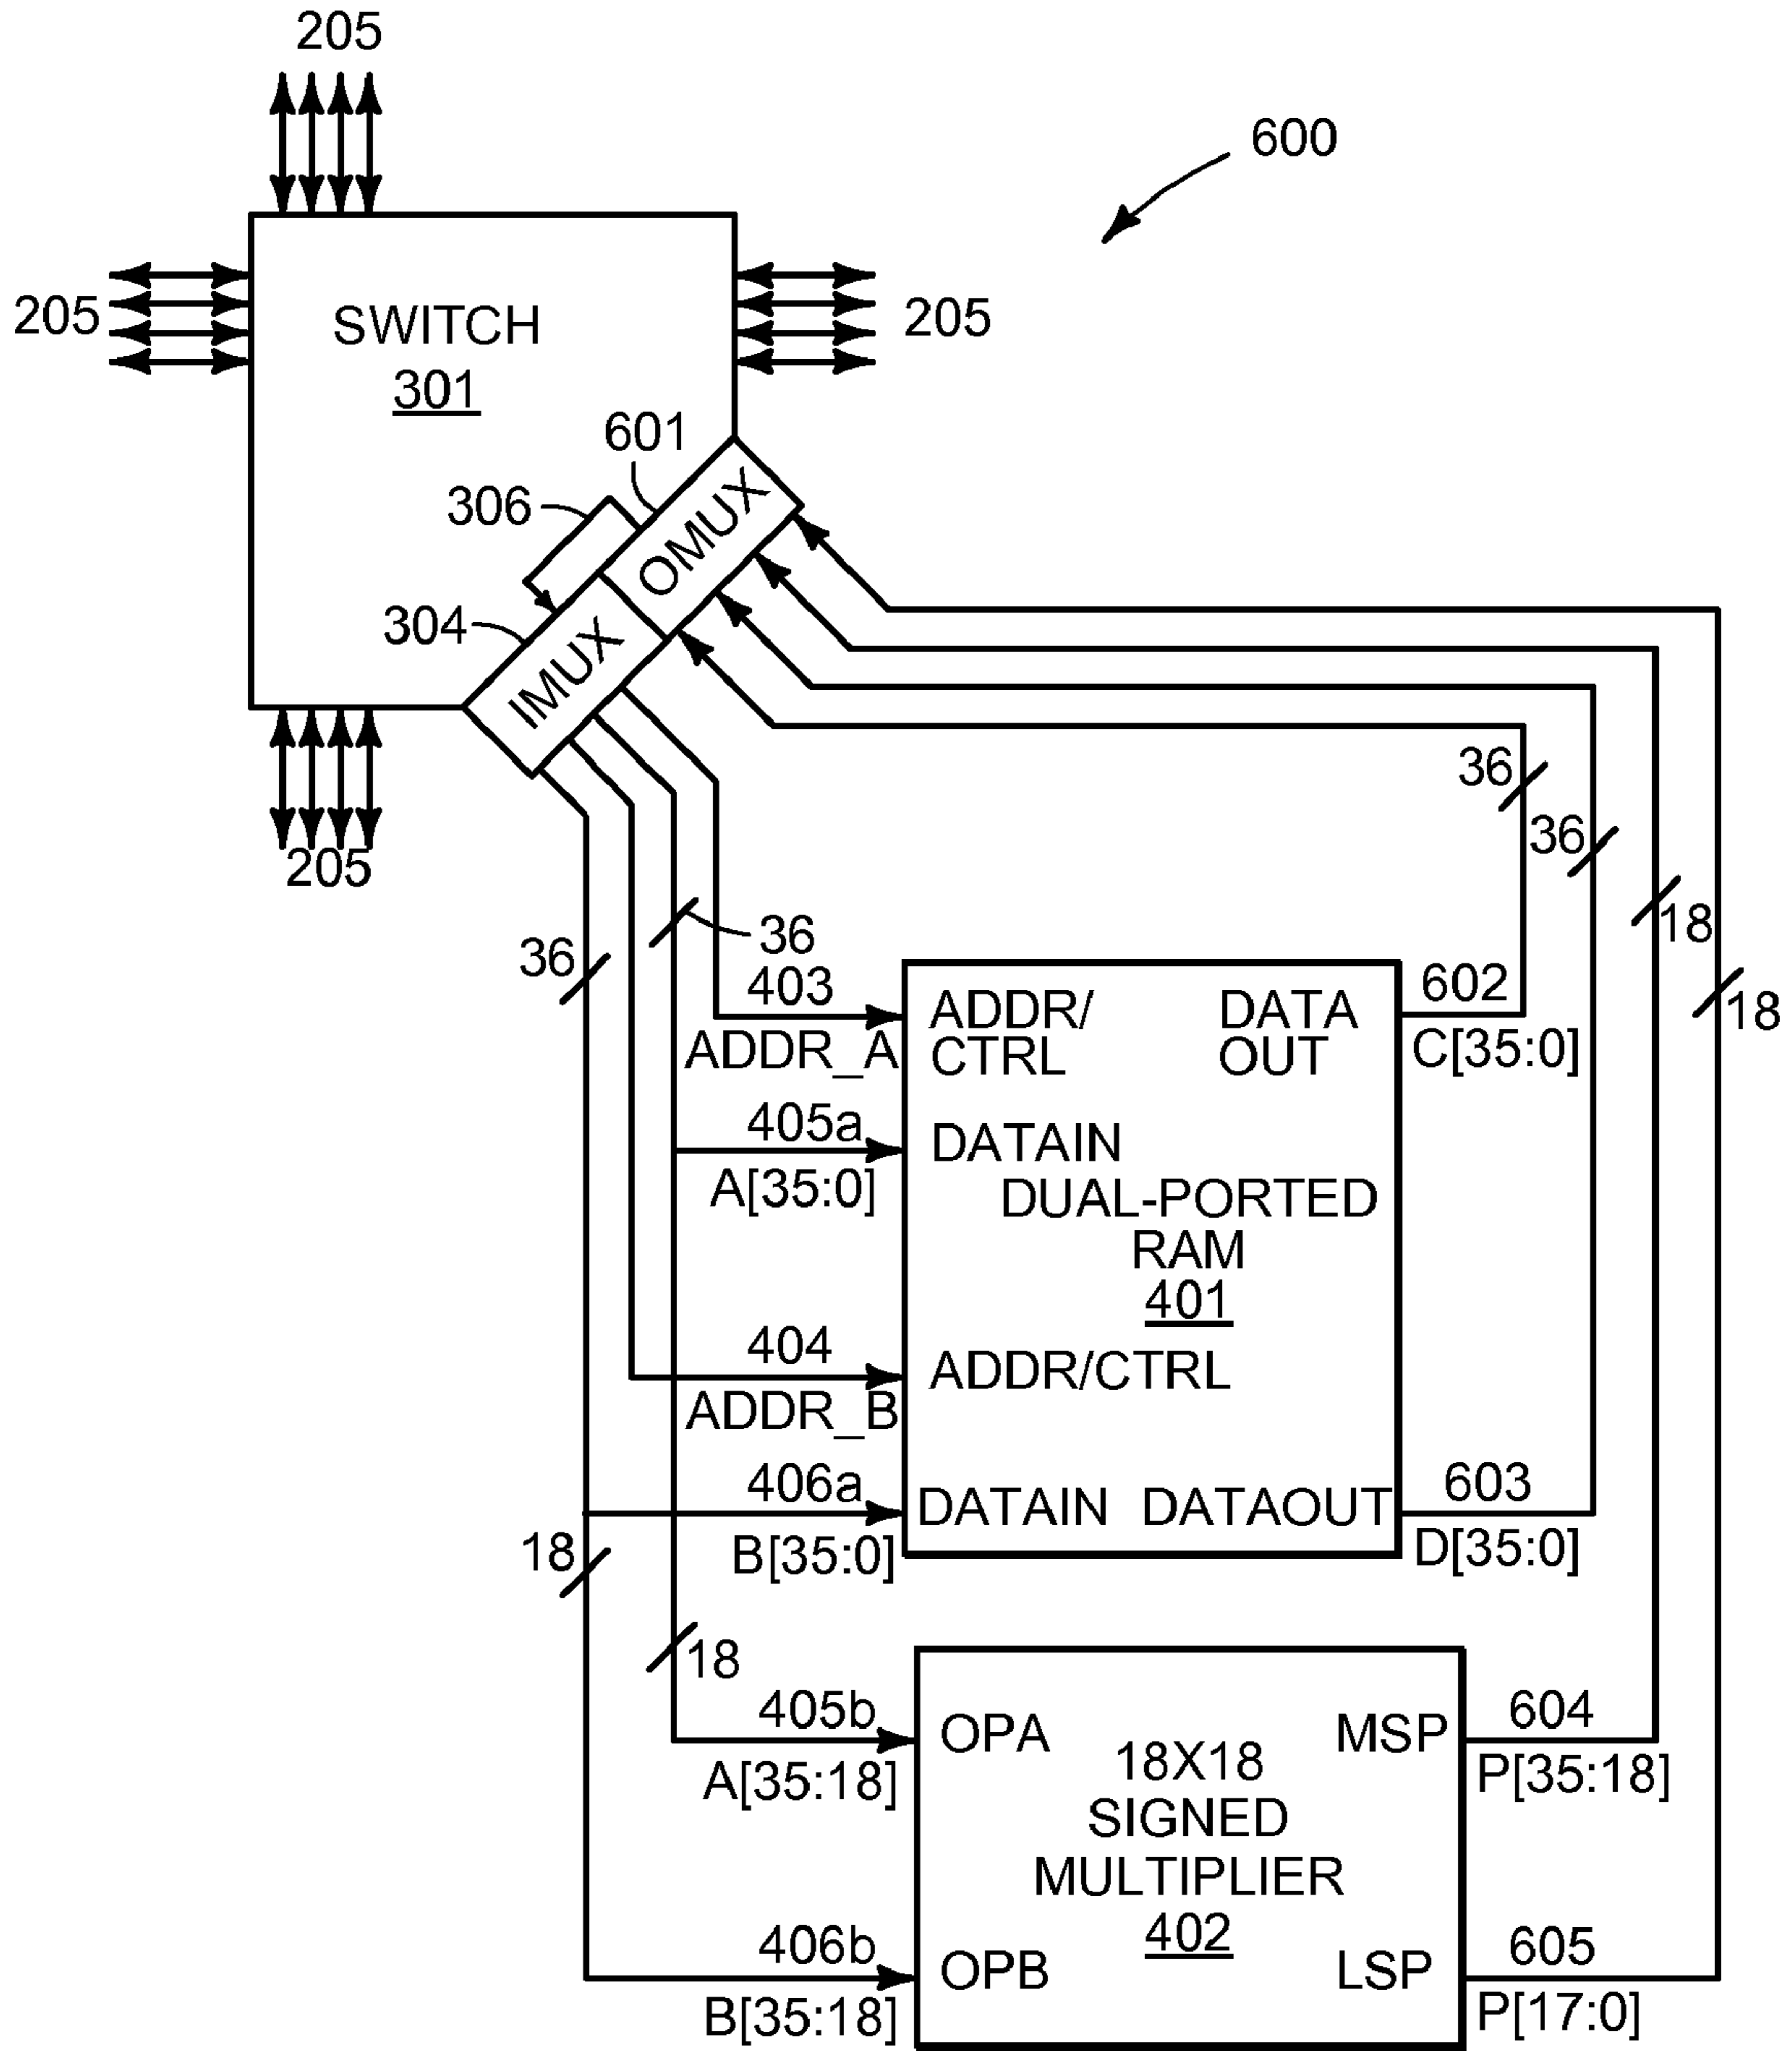 205
600
205
SWITCH
301
205
601
306
OMUX
304
IMUX
205
36
36
18
18
36
36
403
ADDR_A
ADDR/
CTRL
DATA
OUT
602
C[35:0]
405a
A[35:0]
DATAIN
DUAL-PORTED
RAM
401
404
ADDR_B
ADDR/CTRL
406a
B[35:0]
DATAIN
DATAOUT
603
D[35:0]
18
18
405b
A[35:18]
OPA
MSP
604
P[35:18]
18X18
SIGNED
MULTIPLIER
402
406b
B[35:18]
OPB
LSP
605
P[17:0]